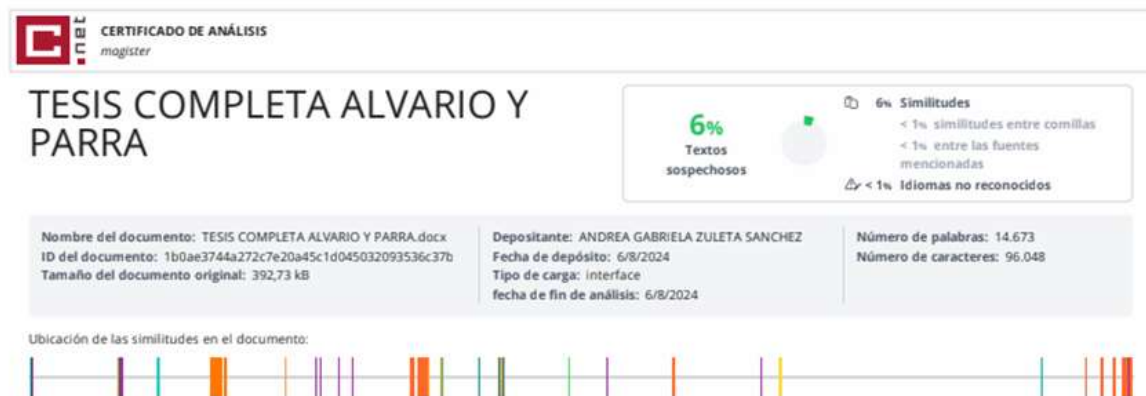 C.net
CERTIFICADO DE ANÁLISIS
magister
TESIS COMPLETA ALVARIO Y
PARRA
6%
Textos
sospechosos
6% Similitudes
< 1% similitudes entre comillas
< 1% entre las fuentes
mencionadas
< 1% Idiomas no reconocidos
Nombre del documento: TESIS COMPLETA ALVARIO Y PARRA.docx
ID del documento: 1b0ae3744a272c7e20a45c1d045032093536c37b
Tamaño del documento original: 392,73 kB
Depositante: ANDREA GABRIELA ZULETA SANCHEZ
Fecha de depósito: 6/8/2024
Tipo de carga: interface
fecha de fin de análisis: 6/8/2024
Número de palabras: 14.673
Número de caracteres: 96.048
Ubicación de las similitudes en el documento: